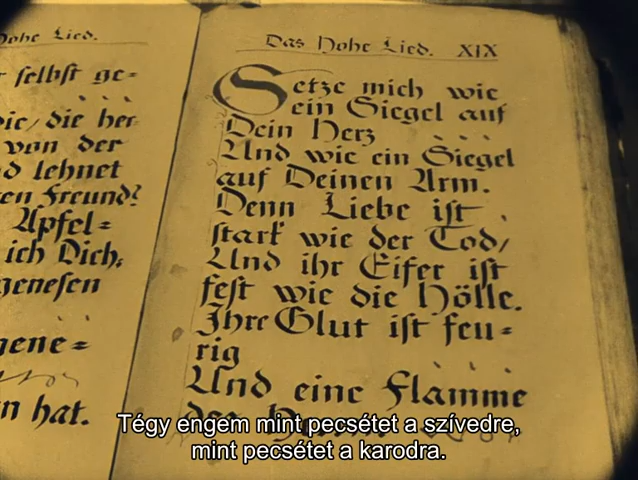 Hohe Lied.
selbst ge=
die/die her
von der
lehnet
Freund?
Apfel=
ich Dich;
genesen
gene=
hat.
Das Hohe Lied. XIX
Setze mich wie
ein Siegel auf
Dein Herz
Und wie ein Siegel
auf Deinen Arm.
Denn Liebe ist
stark wie der Tod/
Und ihr Eifer ist
fest wie die Hölle.
Ihre Glut ist feu=
rig
Und eine Flamme
Tégy engem mint pecsétet a szívedre,
mint pecsétet a karodra.